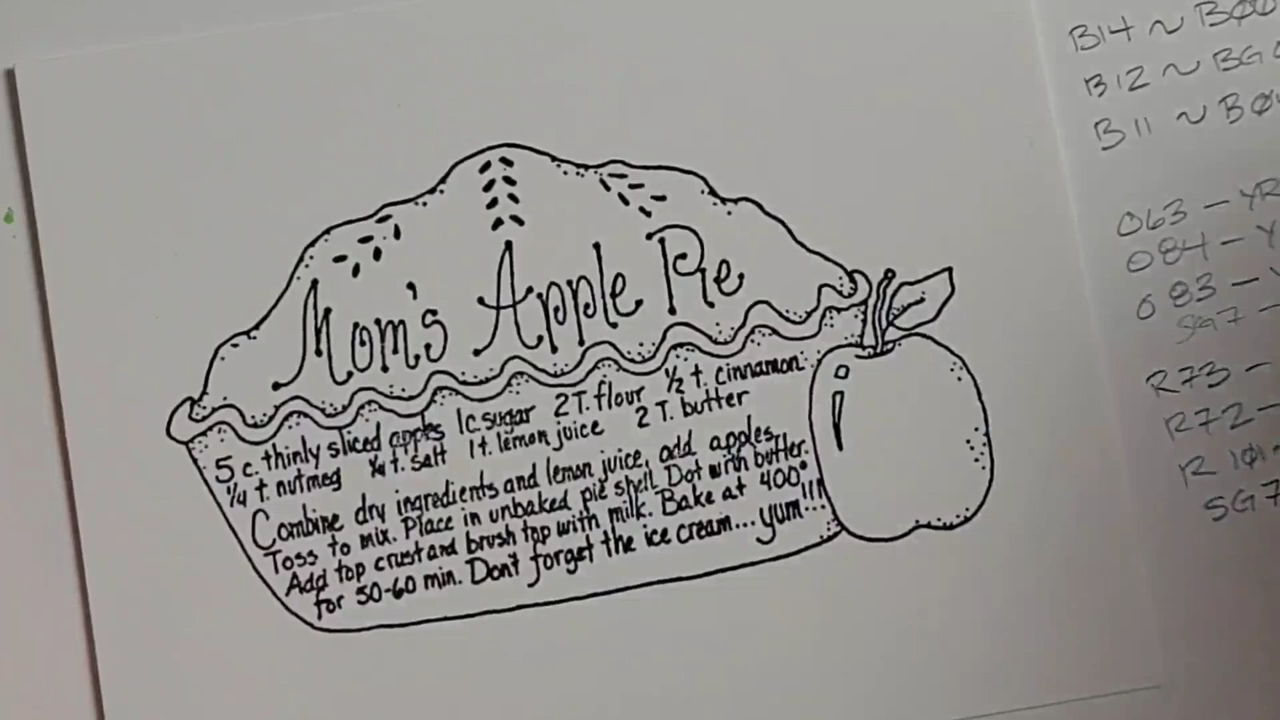 Mom's Apple Pie
5 c. thinly sliced apples 1c. sugar 2 T. flour ½ t. cinnamon
¼ t. nutmeg ¼ t. salt 1 t. lemon juice 2 T. butter
Combine dry ingredients and lemon juice, add apples.
Toss to mix. Place in unbaked pie shell. Dot with butter.
Add top crust and brush top with milk. Bake at 400°
for 50-60 min. Don't forget the ice cream... yum!!!
B14 ~
B12 ~
B11 ~
063 –
084 –
083 –
SG7 –
R73 –
R72 –
R101 –
SG7